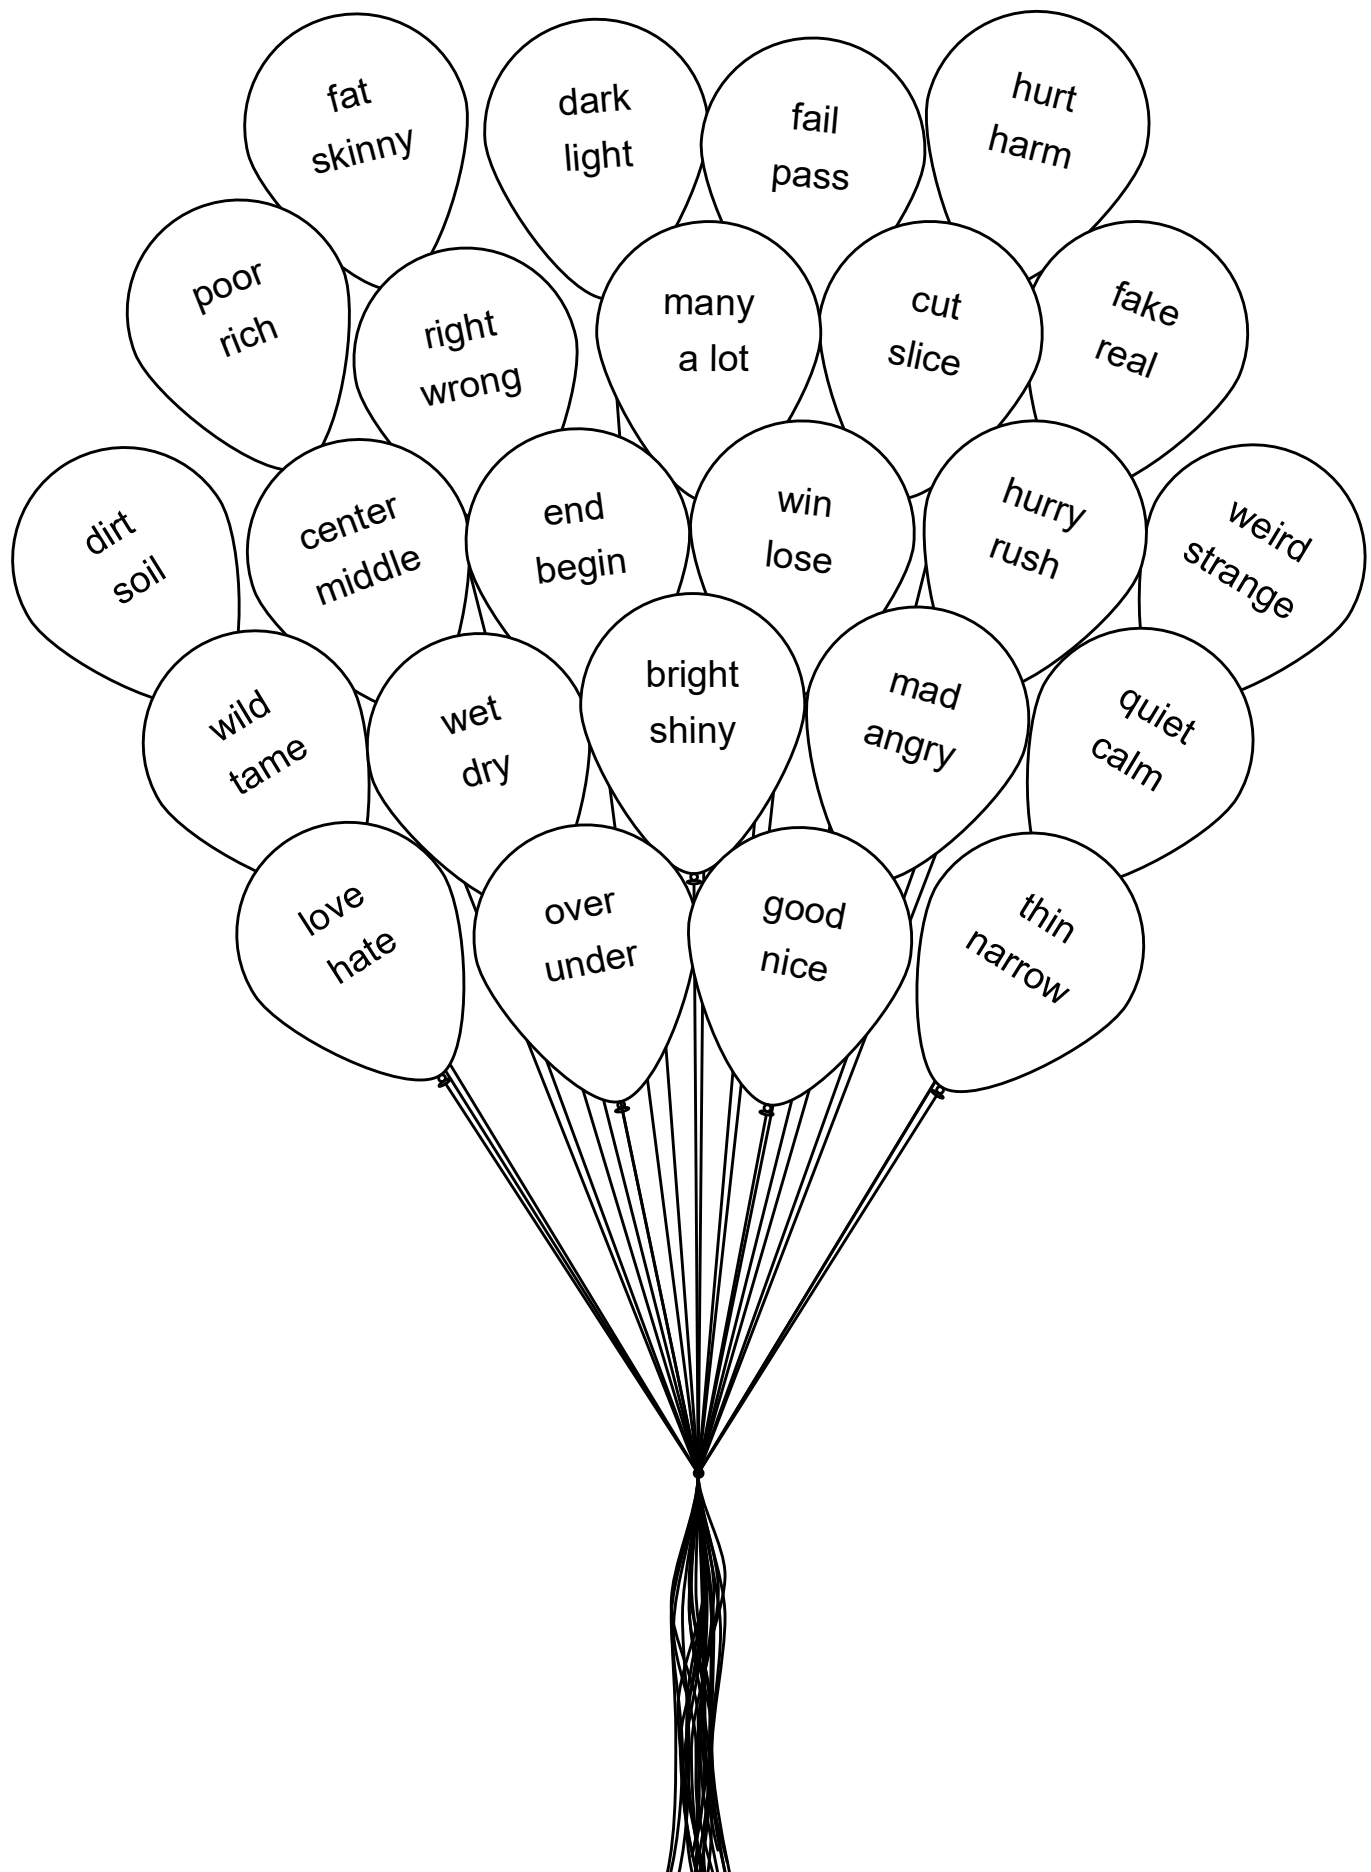 fat
skinny
dark
light
fail
pass
hurt
harm
poor
rich
right
wrong
many
a lot
cut
slice
fake
real
dirt
soil
center
middle
end
begin
win
lose
hurry
rush
weird
strange
wild
tame
wet
dry
bright
shiny
mad
angry
quiet
calm
love
hate
over
under
good
nice
thin
narrow